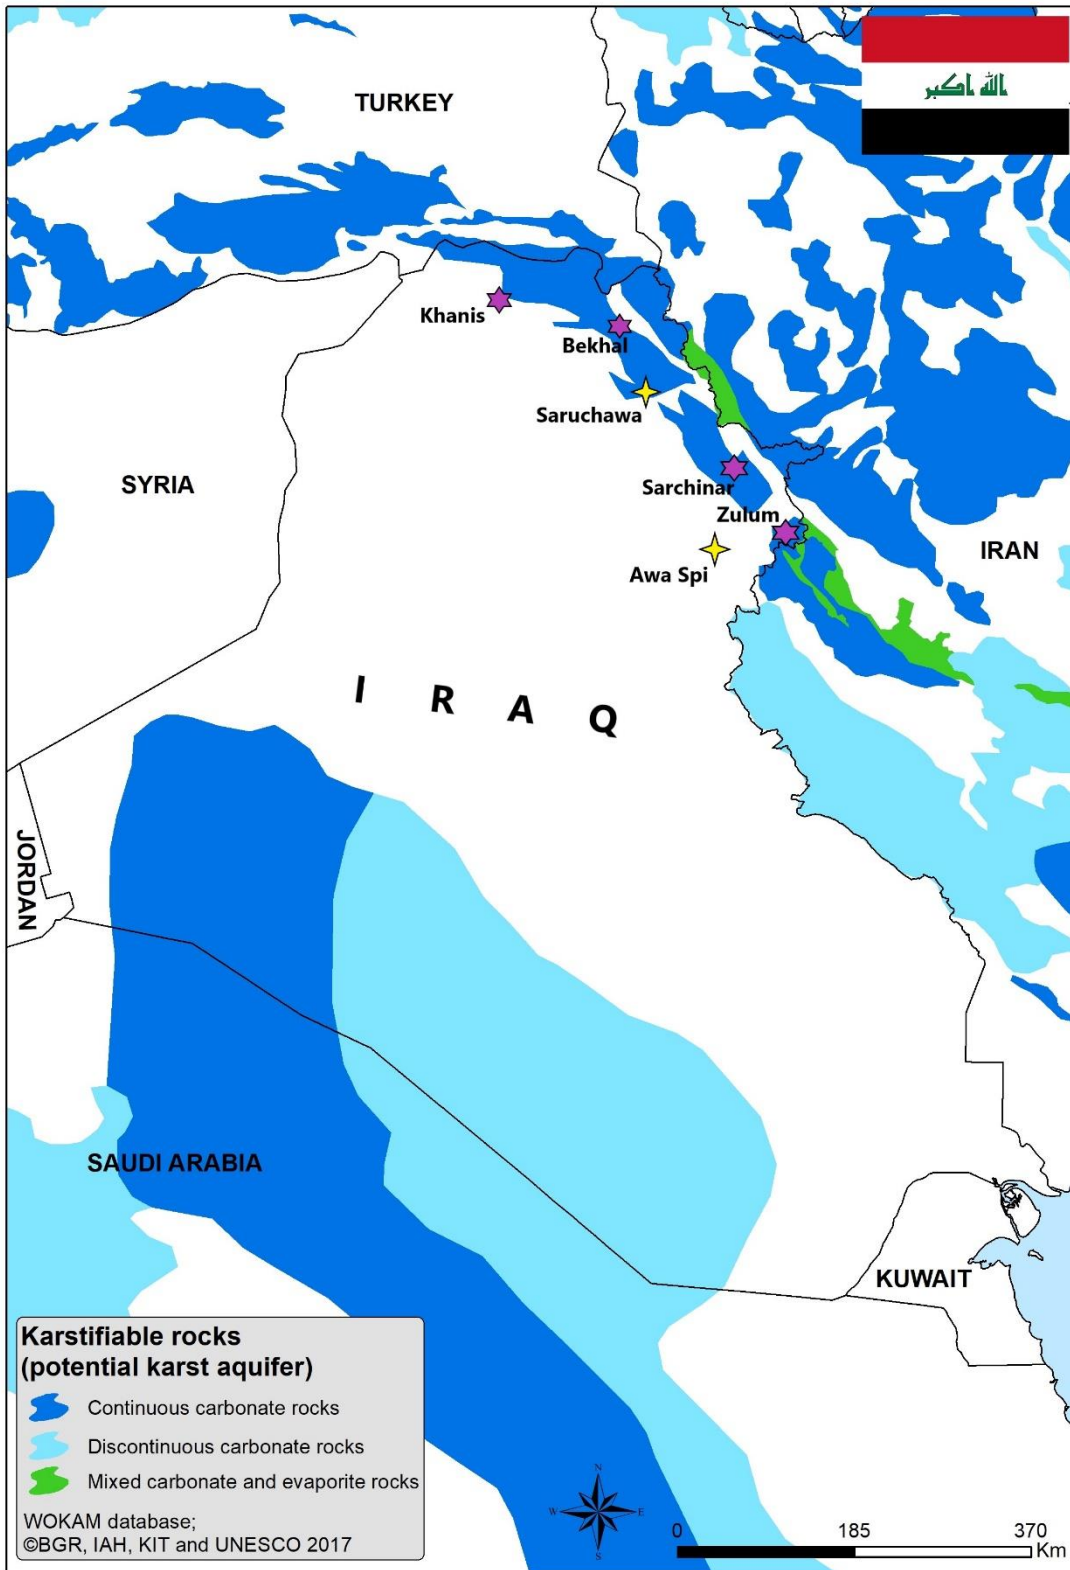 TURKEY
الله اكبر
Khanis
Bekhal
Saruchawa
SYRIA
Sarchinar
Zulum
IRAN
Awa Spi
I R A Q
JORDAN
SAUDI ARABIA
KUWAIT
Karstifiable rocks
(potential karst aquifer)
Continuous carbonate rocks
Discontinuous carbonate rocks
Mixed carbonate and evaporite rocks
WOKAM database;
©BGR, IAH, KIT and UNESCO 2017
N
W E
S
0 185 370
Km